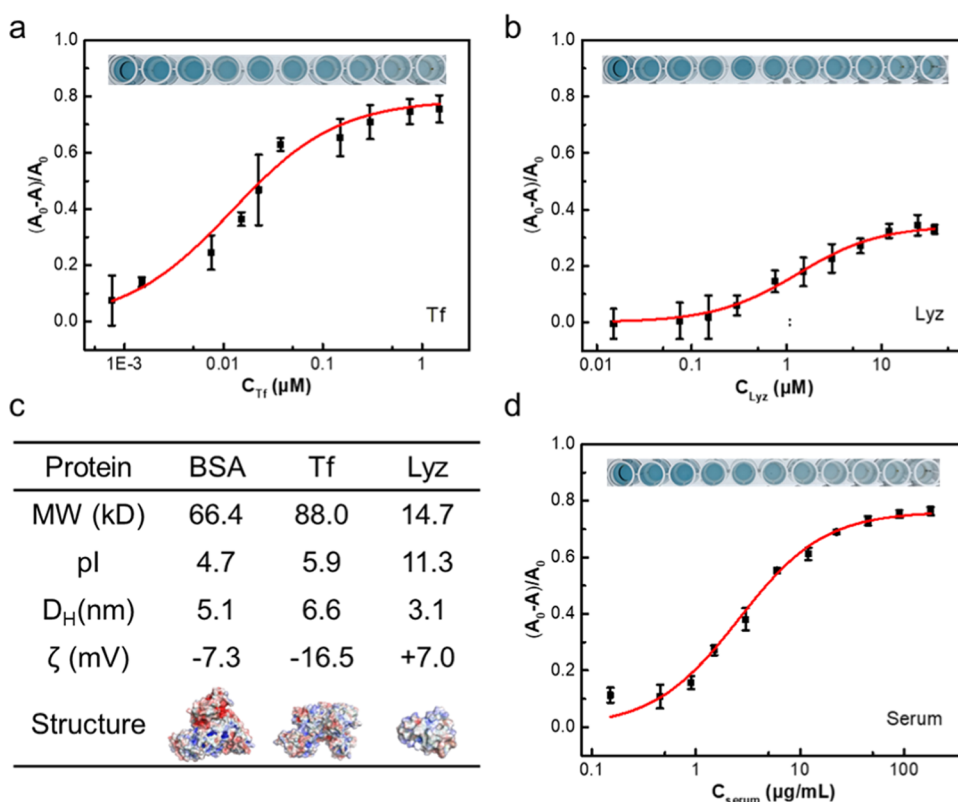 a
1.0
0.8
0.6
0.4
0.2
0.0
(A₀-A)/A₀
Tf
1E-3 0.01 0.1 1
C_Tf (µM)
b
1.0
0.8
0.6
0.4
0.2
0.0
(A₀-A)/A₀
:
Lyz
0.01 0.1 1 10
C_Lyz (µM)
c
Protein BSA Tf Lyz
MW (kD) 66.4 88.0 14.7
pI 4.7 5.9 11.3
D_H(nm) 5.1 6.6 3.1
ζ (mV) -7.3 -16.5 +7.0
Structure
d
1.0
0.8
0.6
0.4
0.2
0.0
(A₀-A)/A₀
Serum
0.1 1 10 100
C_serum (µg/mL)